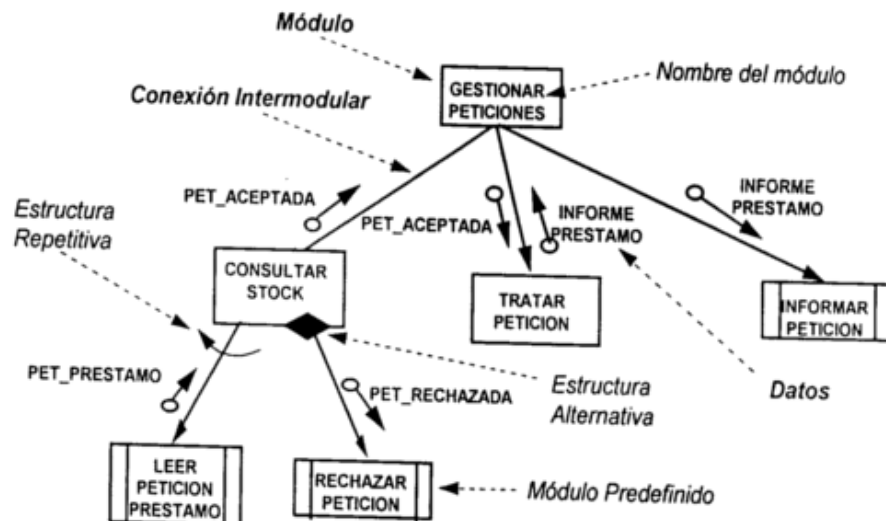 Módulo
GESTIONAR
PETICIONES
Nombre del módulo
Conexión Intermodular
PET_ACEPTADA
PET_ACEPTADA
INFORME
PRESTAMO
INFORME
PRESTAMO
Estructura
Repetitiva
CONSULTAR
STOCK
TRATAR
PETICION
INFORMAR
PETICION
PET_PRESTAMO
PET_RECHAZADA
Estructura
Alternativa
Datos
LEER
PETICION
PRESTAMO
RECHAZAR
PETICION
Módulo Predefinido